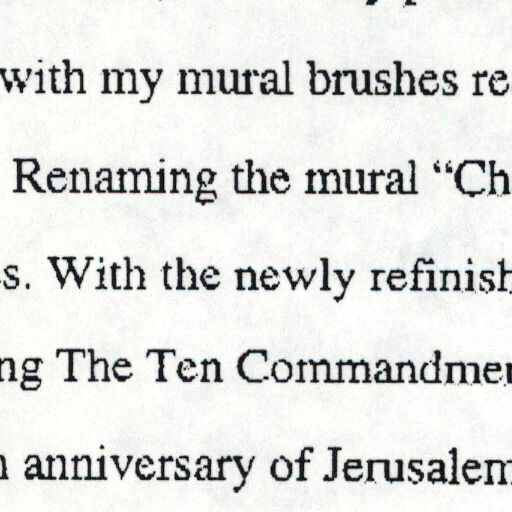 with my mural brushes re
Renaming the mural “Ch
s. With the newly refinish
ng The Ten Commandmen
n anniversary of Jerusalem